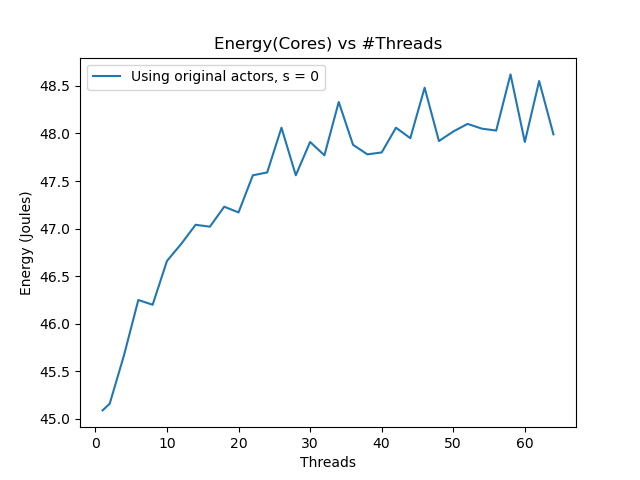 Energy(Cores) vs #Threads
Using original actors, s = 0
Energy (Joules)
48.5
48.0
47.5
47.0
46.5
46.0
45.5
45.0
0 10 20 30 40 50 60
Threads